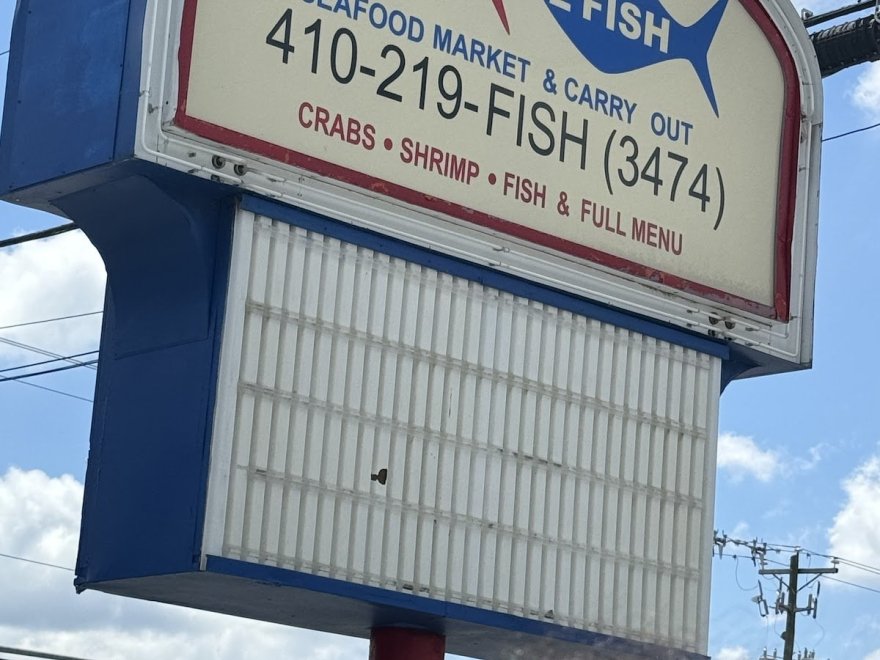 FISH
SEAFOOD MARKET & CARRY OUT
410-219-FISH (3474)
CRABS • SHRIMP • FISH & FULL MENU